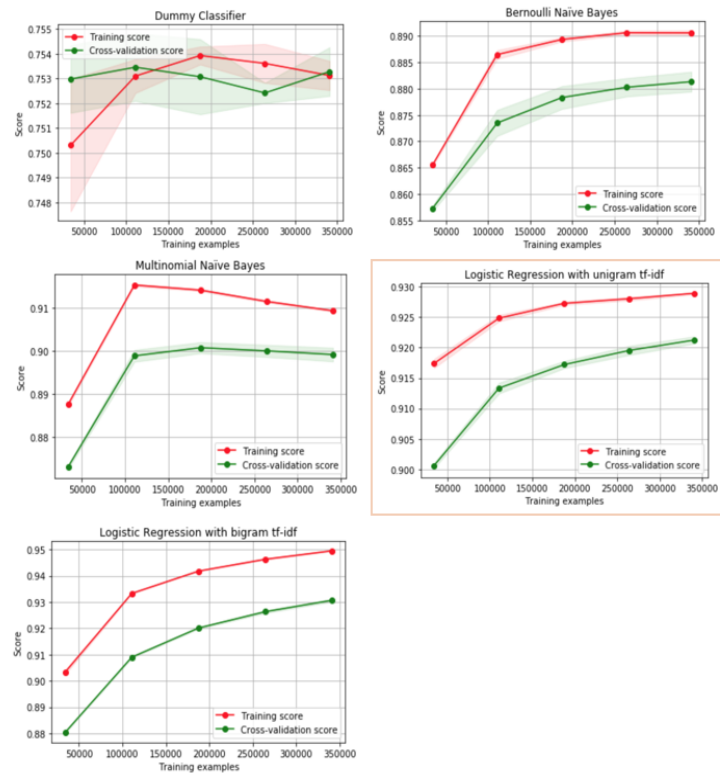 Dummy Classifier
0.755
0.754
0.753
0.752
0.751
0.750
0.749
0.748
Score
Training score
Cross-validation score
50000 100000 150000 200000 250000 300000 350000
Training examples
Bernoulli Naïve Bayes
0.890
0.885
0.880
0.875
0.870
0.865
0.860
0.855
Score
Training score
Cross-validation score
50000 100000 150000 200000 250000 300000 350000
Training examples
Multinomial Naïve Bayes
0.91
0.90
0.89
0.88
Score
Training score
Cross-validation score
50000 100000 150000 200000 250000 300000 350000
Training examples
Logistic Regression with unigram tf-idf
0.930
0.925
0.920
0.915
0.910
0.905
0.900
Score
Training score
Cross-validation score
50000 100000 150000 200000 250000 300000 350000
Training examples
Logistic Regression with bigram tf-idf
0.95
0.94
0.93
0.92
0.91
0.90
0.89
0.88
Score
Training score
Cross-validation score
50000 100000 150000 200000 250000 300000 350000
Training examples